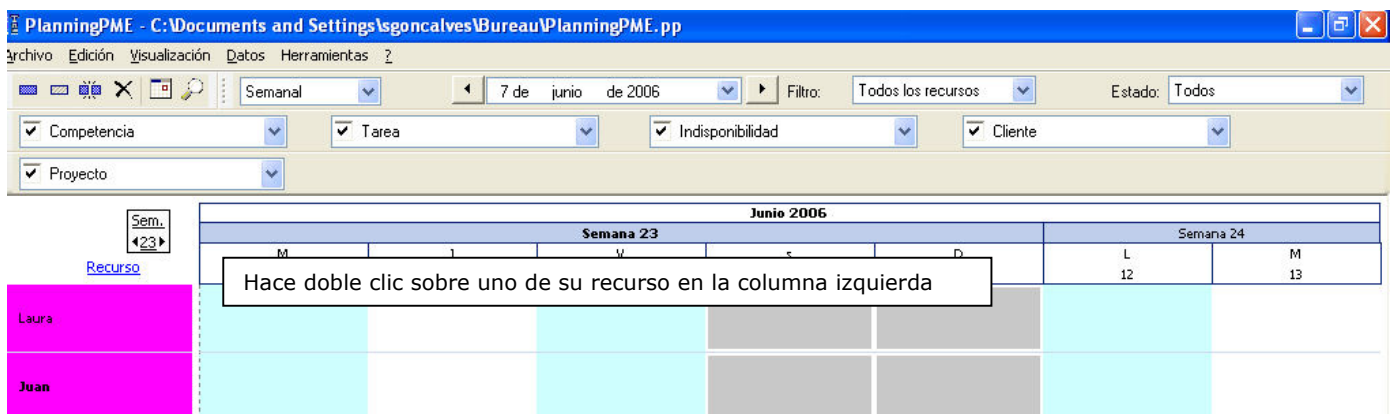 PlanningPME - C:\Documents and Settings\sgoncalves\Bureau\PlanningPME.pp
Archivo Edición Visualización Datos Herramientas ?
Semanal 7 de junio de 2006 Filtro: Todos los recursos Estado: Todos
Competencia Tarea Indisponibilidad Cliente
Proyecto
Junio 2006
Sem. Semana 23 Semana 24
23
L M
Recurso 12 13
Hace doble clic sobre uno de su recurso en la columna izquierda
Laura
Juan